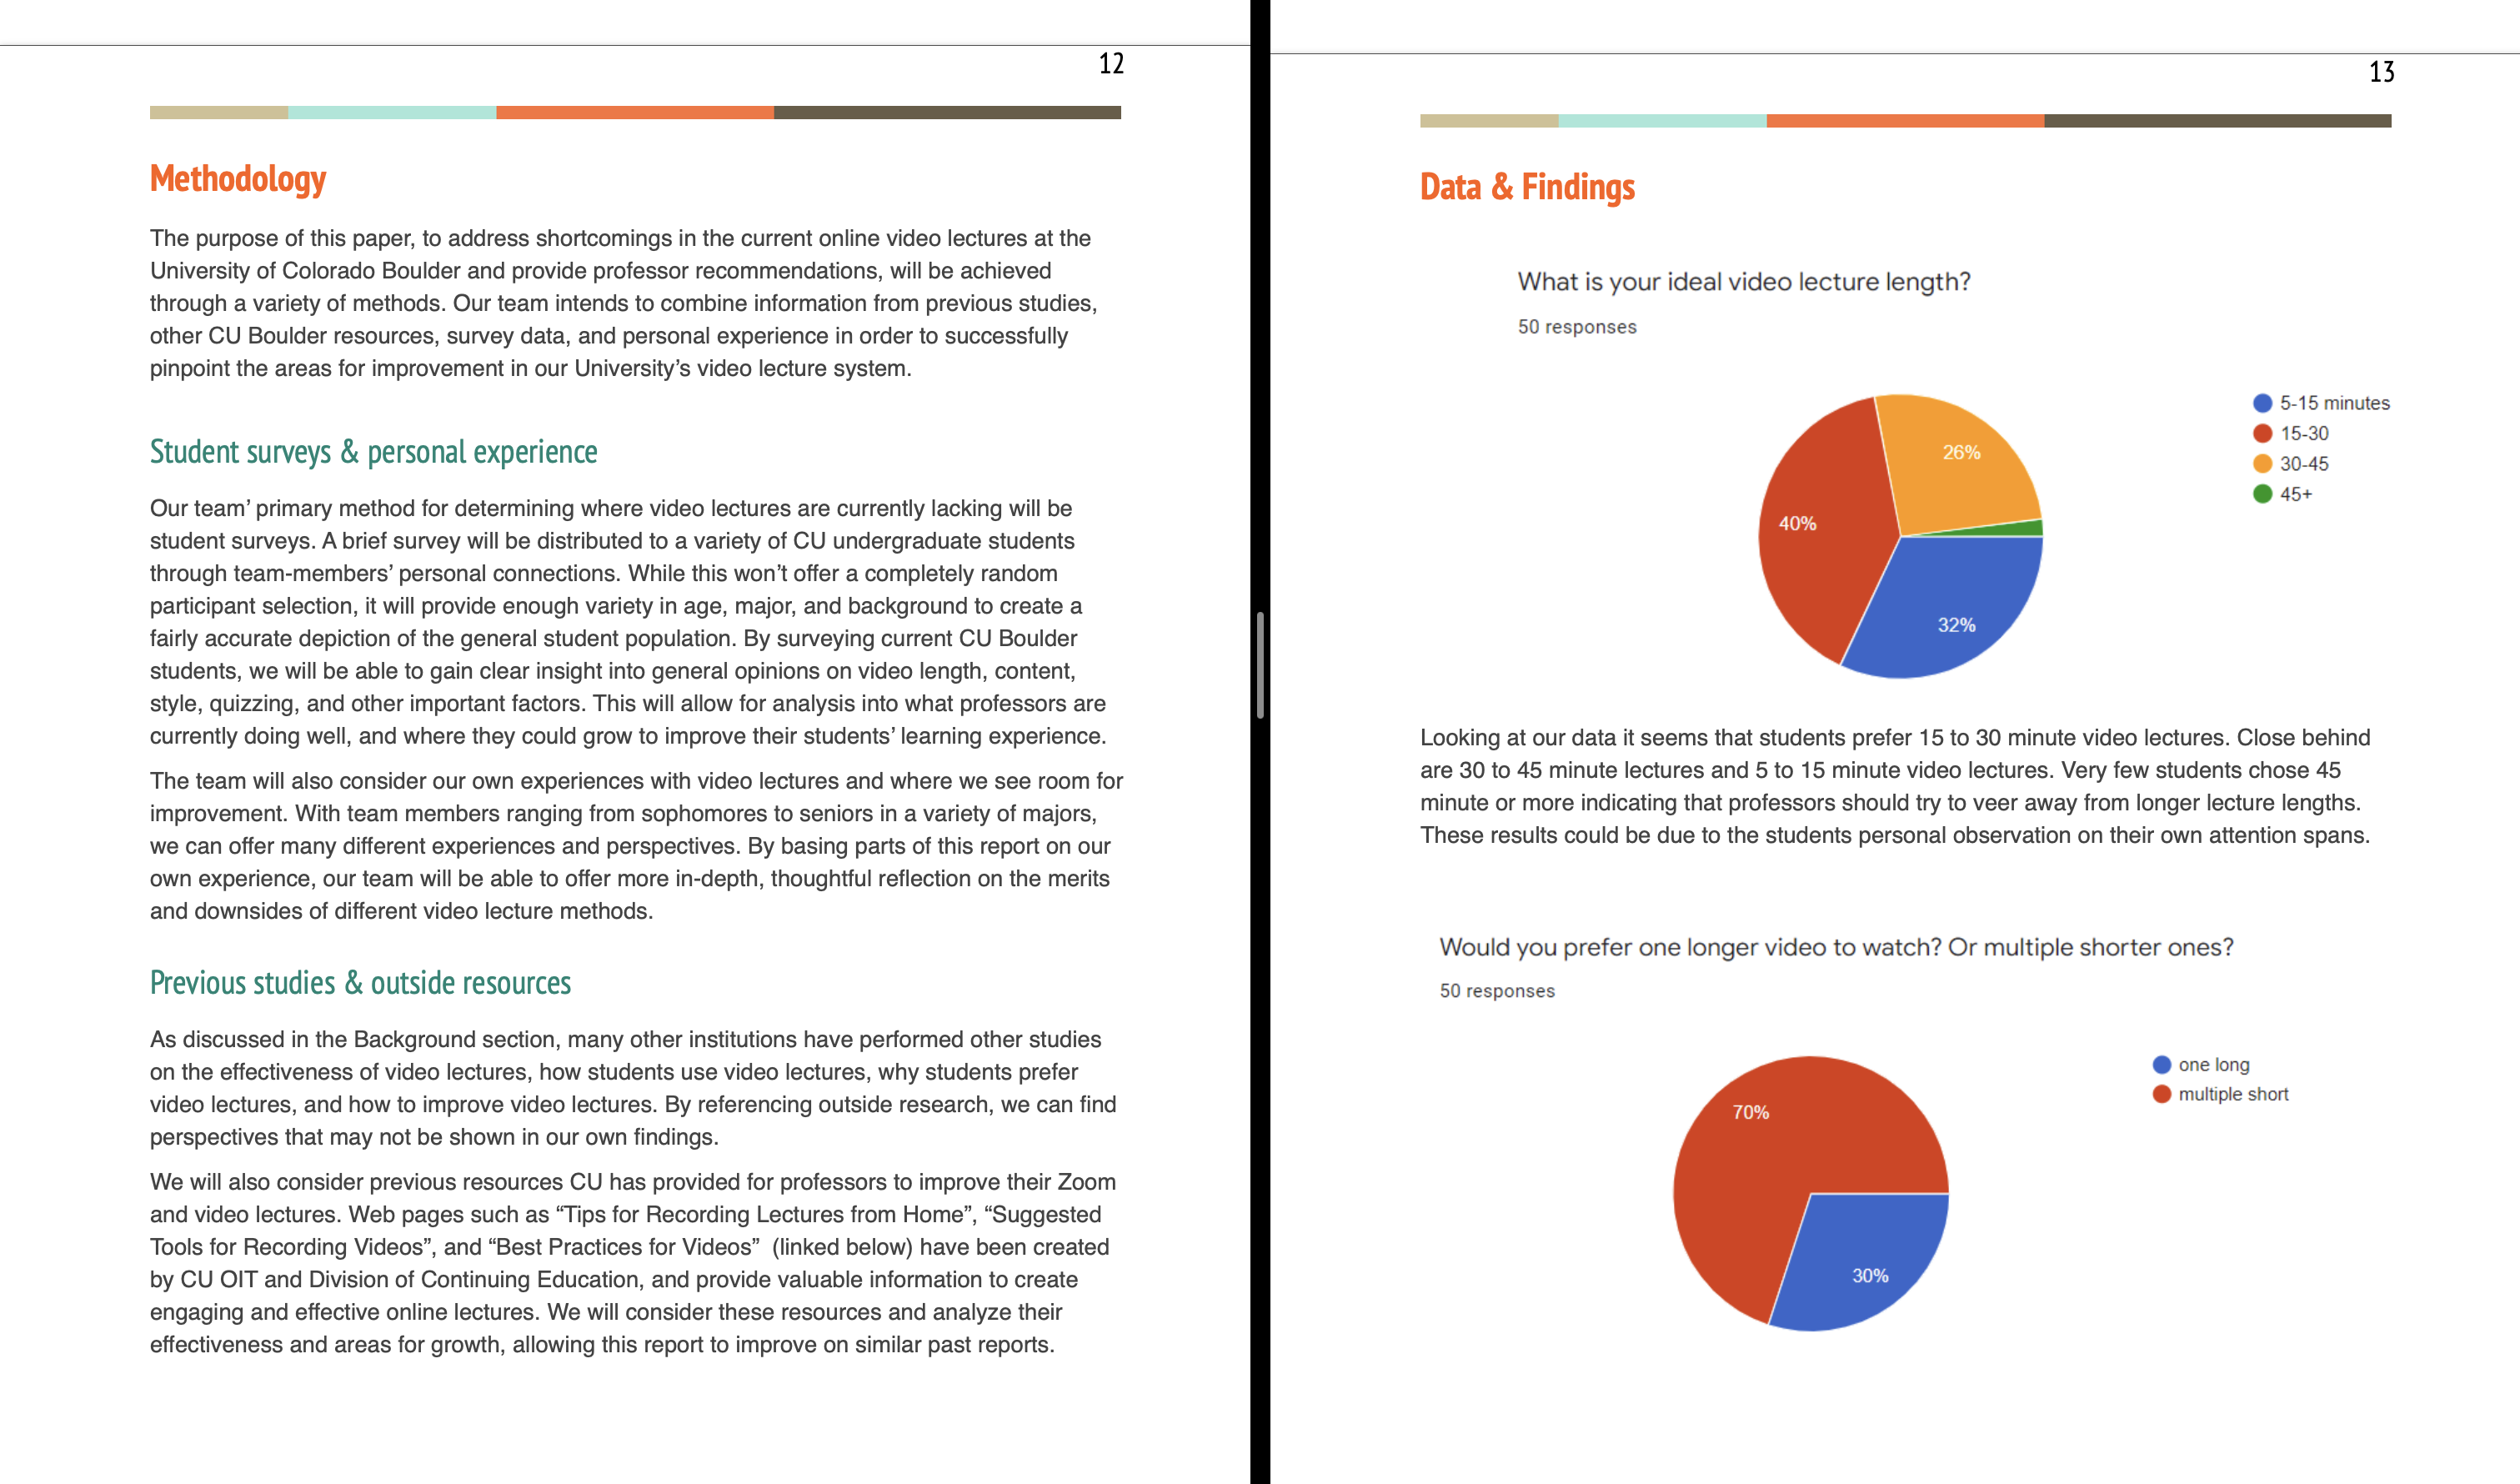 12
Methodology
The purpose of this paper, to address shortcomings in the current online video lectures at the
University of Colorado Boulder and provide professor recommendations, will be achieved
through a variety of methods. Our team intends to combine information from previous studies,
other CU Boulder resources, survey data, and personal experience in order to successfully
pinpoint the areas for improvement in our University’s video lecture system.
Student surveys & personal experience
Our team’ primary method for determining where video lectures are currently lacking will be
student surveys. A brief survey will be distributed to a variety of CU undergraduate students
through team-members’ personal connections. While this won’t offer a completely random
participant selection, it will provide enough variety in age, major, and background to create a
fairly accurate depiction of the general student population. By surveying current CU Boulder
students, we will be able to gain clear insight into general opinions on video length, content,
style, quizzing, and other important factors. This will allow for analysis into what professors are
currently doing well, and where they could grow to improve their students’ learning experience.
The team will also consider our own experiences with video lectures and where we see room for
improvement. With team members ranging from sophomores to seniors in a variety of majors,
we can offer many different experiences and perspectives. By basing parts of this report on our
own experience, our team will be able to offer more in-depth, thoughtful reflection on the merits
and downsides of different video lecture methods.
Previous studies & outside resources
As discussed in the Background section, many other institutions have performed other studies
on the effectiveness of video lectures, how students use video lectures, why students prefer
video lectures, and how to improve video lectures. By referencing outside research, we can find
perspectives that may not be shown in our own findings.
We will also consider previous resources CU has provided for professors to improve their Zoom
and video lectures. Web pages such as “Tips for Recording Lectures from Home”, “Suggested
Tools for Recording Videos”, and “Best Practices for Videos”  (linked below) have been created
by CU OIT and Division of Continuing Education, and provide valuable information to create
engaging and effective online lectures. We will consider these resources and analyze their
effectiveness and areas for growth, allowing this report to improve on similar past reports.
13
Data & Findings
What is your ideal video lecture length?
50 responses
5-15 minutes
15-30
30-45
45+
26%
40%
32%
Looking at our data it seems that students prefer 15 to 30 minute video lectures. Close behind
are 30 to 45 minute lectures and 5 to 15 minute video lectures. Very few students chose 45
minute or more indicating that professors should try to veer away from longer lecture lengths.
These results could be due to the students personal observation on their own attention spans.
Would you prefer one longer video to watch? Or multiple shorter ones?
50 responses
one long
multiple short
70%
30%